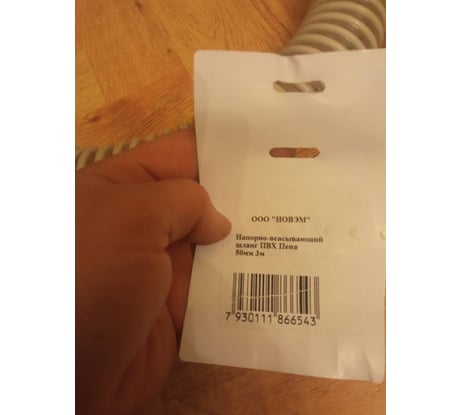 ООО "НОВЭМ"
Напорно-всасывающий
шланг ПВХ Пена
50мм 3м
7 930111 866543